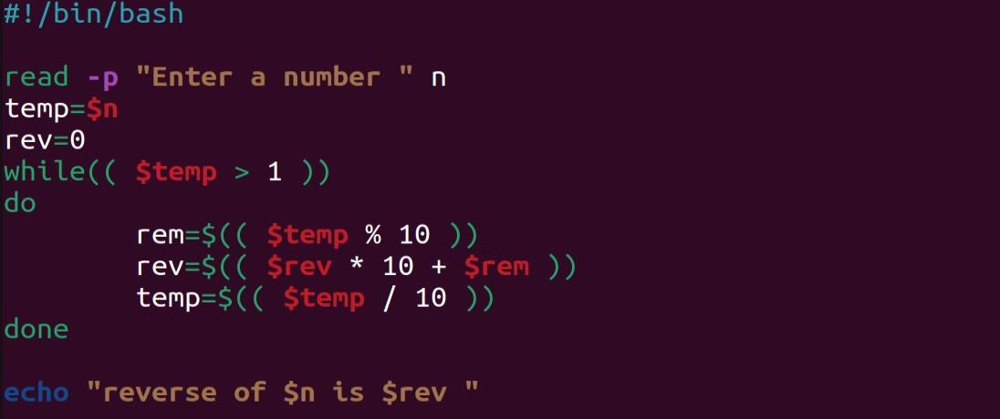 #!/bin/bash
read -p "Enter a number " n
temp=$n
rev=0
while(( $temp > 1 ))
do
rem=$(( $temp % 10 ))
rev=$(( $rev * 10 + $rem ))
temp=$(( $temp / 10 ))
done
echo "reverse of $n is $rev "